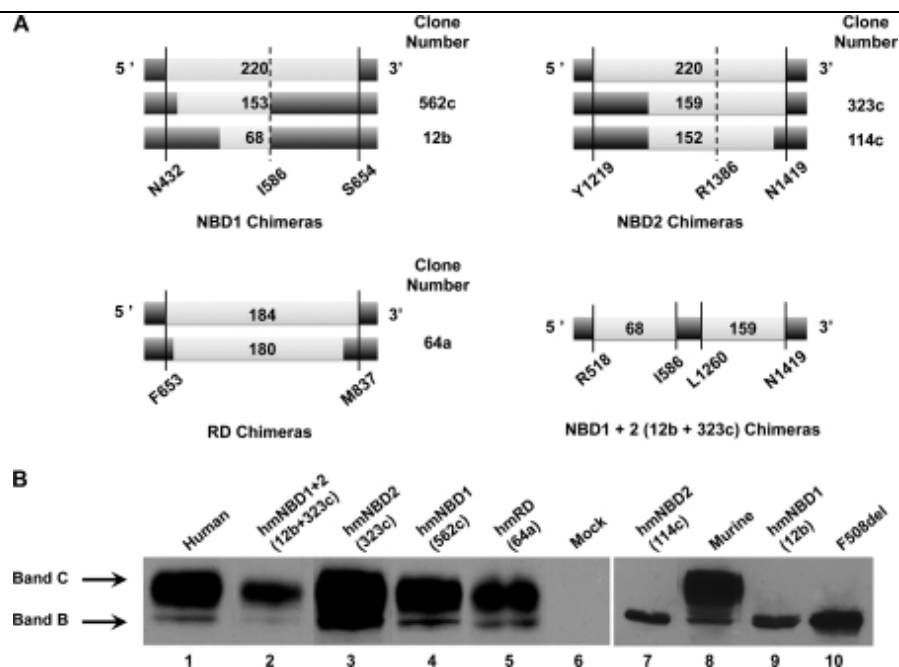 A
Clone Number
5 ’ 220 3’
153 562c
68 12b
N432 I586 S654
NBD1 Chimeras
Clone Number
5 ’ 220 3’
159 323c
152 114c
Y1219 R1386 N1419
NBD2 Chimeras
Clone Number
5 ’ 184 3’
180 64a
F653 M837
RD Chimeras
5 ’ 68 159 3’
R518 I586 L1260 N1419
NBD1 + 2 (12b + 323c) Chimeras
B
Human
hmNBD1+2 (12b+323c)
hmNBD2 (323c)
hmNBD1 (562c)
hmRD (64a)
Mock
hmNBD2 (114c)
Murine
hmNBD1 (12b)
F508del
Band C
Band B
1 2 3 4 5 6 7 8 9 10